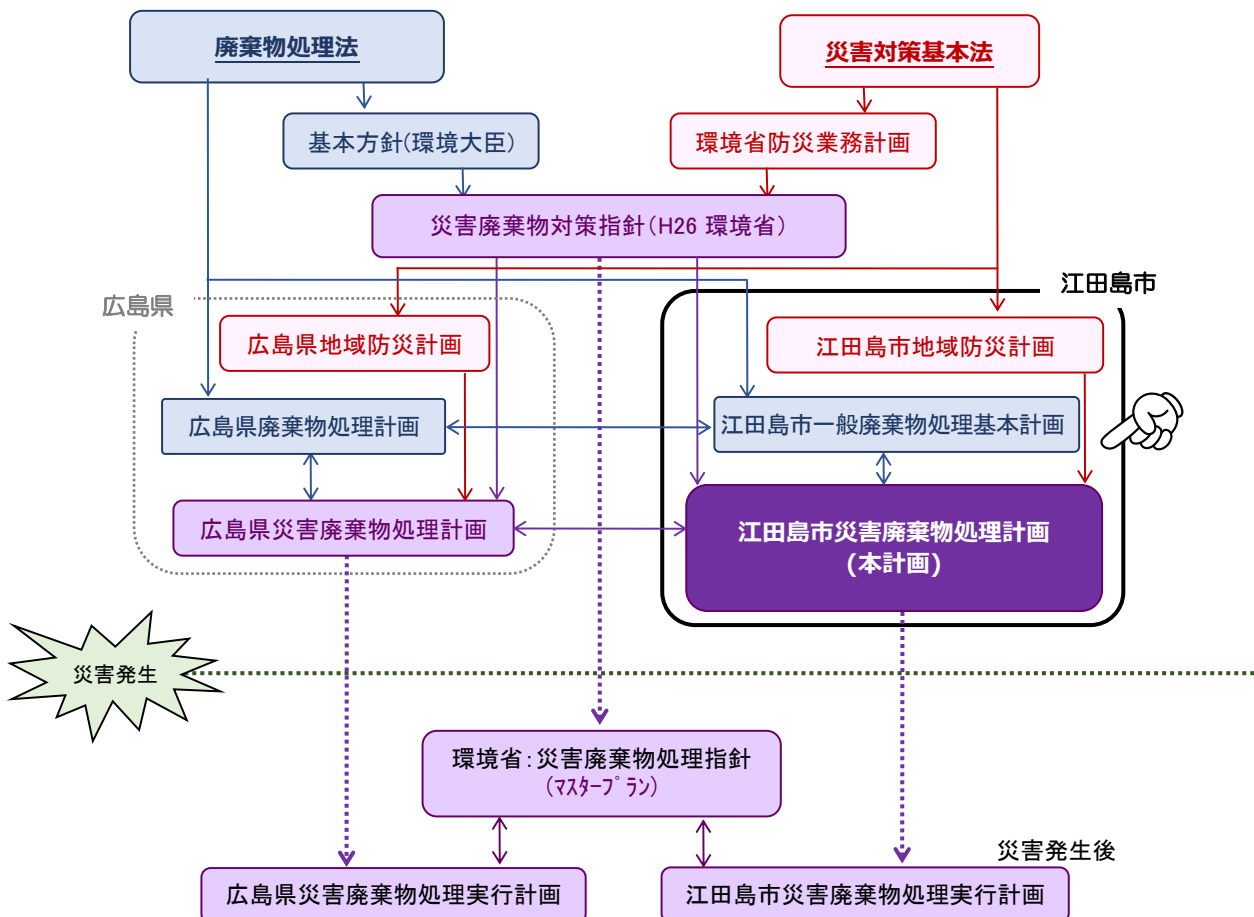 廃棄物処理法
災害対策基本法
基本方針(環境大臣)
環境省防災業務計画
災害廃棄物対策指針(H26 環境省)
広島県
江田島市
広島県地域防災計画
江田島市地域防災計画
広島県廃棄物処理計画
江田島市一般廃棄物処理基本計画
広島県災害廃棄物処理計画
江田島市災害廃棄物処理計画
(本計画)
災害発生
環境省:災害廃棄物処理指針
(ﾏｽﾀｰﾌﾟﾗﾝ)
災害発生後
広島県災害廃棄物処理実行計画
江田島市災害廃棄物処理実行計画